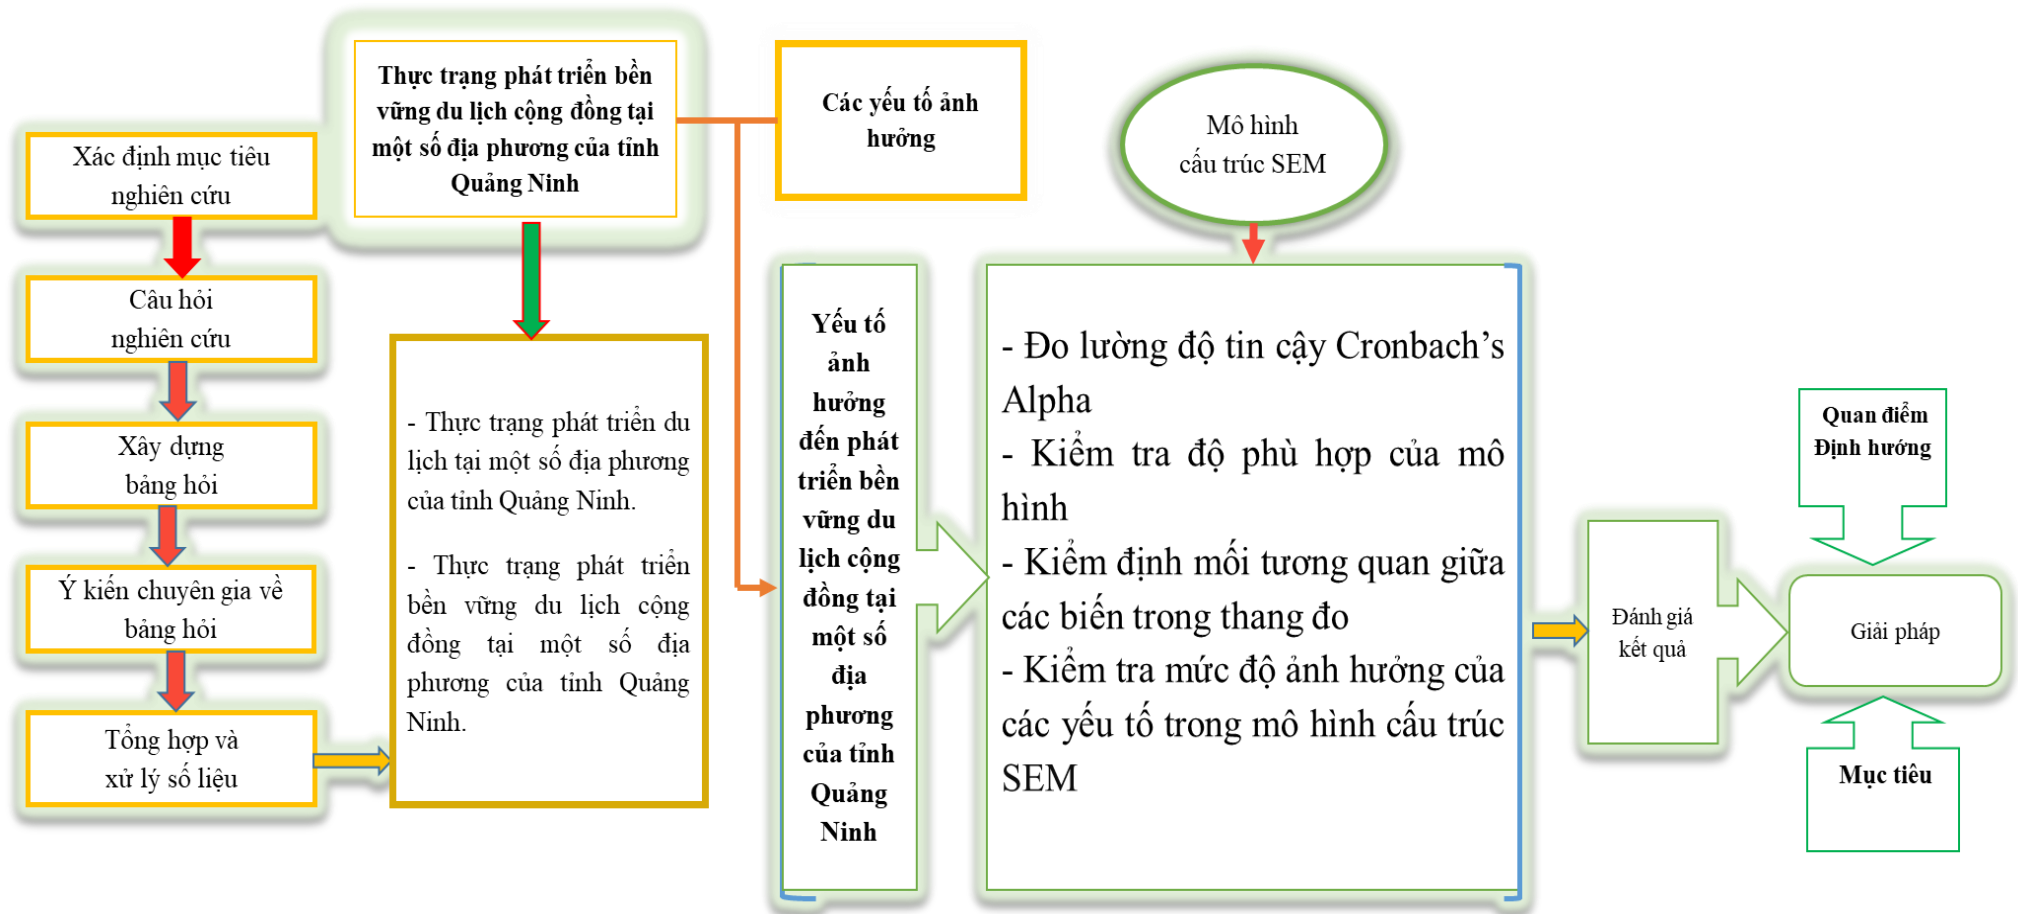 Xác định mục tiêu
nghiên cứu
Câu hỏi
nghiên cứu
Xây dựng
bảng hỏi
Ý kiến chuyên gia về
bảng hỏi
Tổng hợp và
xử lý số liệu
Thực trạng phát triển bền
vững du lịch cộng đồng tại
một số địa phương của tỉnh
Quảng Ninh
- Thực trạng phát triển du
lịch tại một số địa phương
của tỉnh Quảng Ninh.
- Thực trạng phát triển
bền vững du lịch cộng
đồng tại một số địa
phương của tỉnh Quảng
Ninh.
Các yếu tố ảnh
hưởng
Yếu tố
ảnh
hưởng
đến phát
triển bền
vững du
lịch cộng
đồng tại
một số
địa
phương
của tỉnh
Quảng
Ninh
Mô hình
cấu trúc SEM
- Đo lường độ tin cậy Cronbach’s
Alpha
- Kiểm tra độ phù hợp của mô
hình
- Kiểm định mối tương quan giữa
các biến trong thang đo
- Kiểm tra mức độ ảnh hưởng của
các yếu tố trong mô hình cấu trúc
SEM
Đánh giá
kết quả
Quan điểm
Định hướng
Giải pháp
Mục tiêu